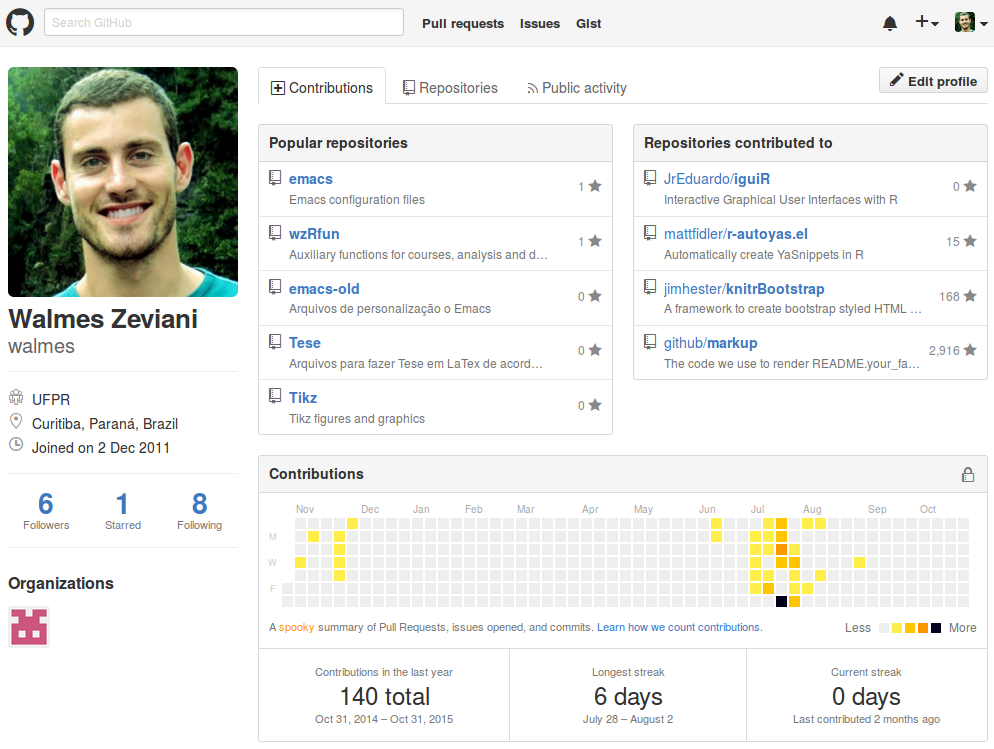 Search GitHub
Pull requests
Issues
Gist
Walmes Zeviani
walmes
UFPR
Curitiba, Paraná, Brazil
Joined on 2 Dec 2011
6
Followers
1
Starred
8
Following
Organizations
Contributions
Repositories
Public activity
Edit profile
Popular repositories
emacs
1
Emacs configuration files
wzRfun
1
Auxiliary functions for courses, analysis and d…
emacs-old
0
Arquivos de personalização o Emacs
Tese
0
Arquivos para fazer Tese em LaTex de acord…
Tikz
0
Tikz figures and graphics
Repositories contributed to
JrEduardo/iguiR
0
Interactive Graphical User Interfaces with R
mattfidler/r-autoyas.el
15
Automatically create YaSnippets in R
jimhester/knitrBootstrap
168
A framework to create bootstrap styled HTML …
github/markup
2,916
The code we use to render README.your_fa…
Contributions
Nov Dec Jan Feb Mar Apr May Jun Jul Aug Sep Oct
M
W
F
A spooky summary of Pull Requests, issues opened, and commits. Learn how we count contributions.
Less
More
Contributions in the last year
140 total
Oct 31, 2014 – Oct 31, 2015
Longest streak
6 days
July 28 – August 2
Current streak
0 days
Last contributed 2 months ago